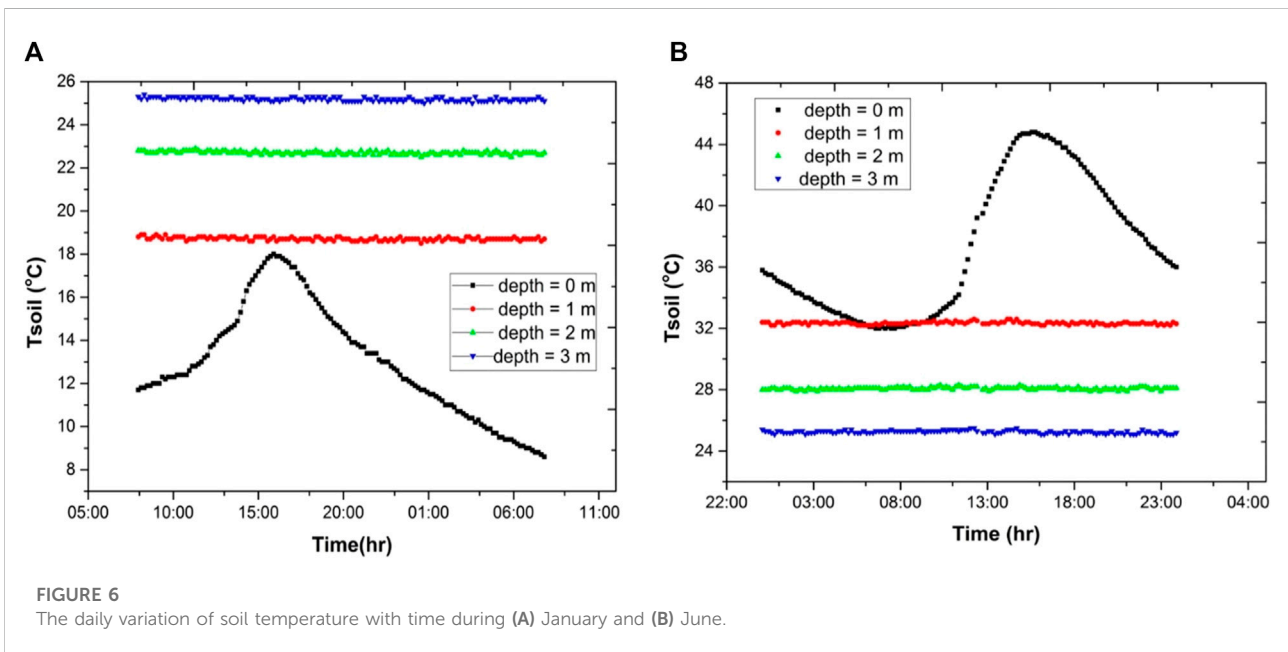 A
26
24
22
20
18
16
14
12
10
8
Tsoil (°C)
depth = 0 m
depth = 1 m
depth = 2 m
depth = 3 m
05:00 10:00 15:00 20:00 01:00 06:00 11:00
Time(hr)
B
48
44
40
36
32
28
24
Tsoil (°C)
depth = 0 m
depth = 1 m
depth = 2 m
depth = 3 m
22:00 03:00 08:00 13:00 18:00 23:00 04:00
Time (hr)
FIGURE 6
The daily variation of soil temperature with time during (A) January and (B) June.